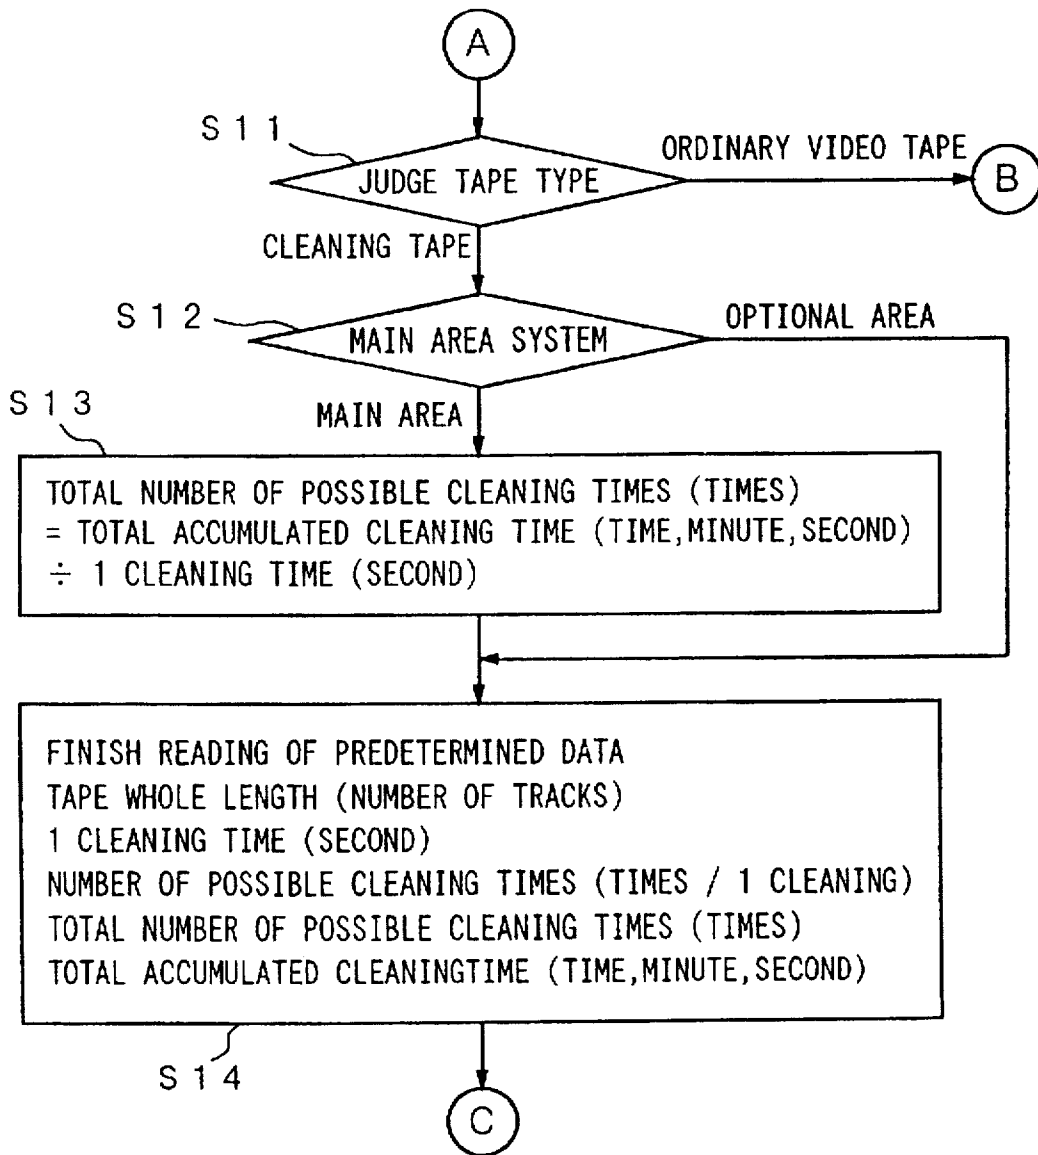 A
S11
JUDGE TAPE TYPE
ORDINARY VIDEO TAPE
B
CLEANING TAPE
S12
MAIN AREA SYSTEM
OPTIONAL AREA
MAIN AREA
S13
TOTAL NUMBER OF POSSIBLE CLEANING TIMES (TIMES)
= TOTAL ACCUMULATED CLEANING TIME (TIME,MINUTE,SECOND)
÷ 1 CLEANING TIME (SECOND)
FINISH READING OF PREDETERMINED DATA
TAPE WHOLE LENGTH (NUMBER OF TRACKS)
1 CLEANING TIME (SECOND)
NUMBER OF POSSIBLE CLEANING TIMES (TIMES / 1 CLEANING)
TOTAL NUMBER OF POSSIBLE CLEANING TIMES (TIMES)
TOTAL ACCUMULATED CLEANINGTIME (TIME,MINUTE,SECOND)
S14
C